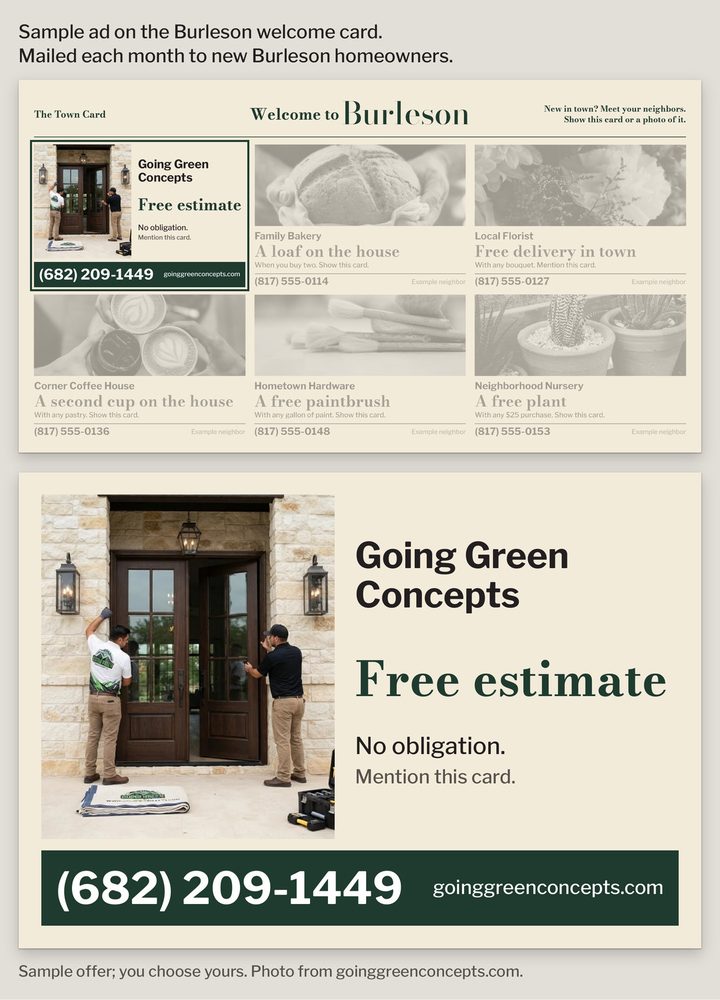 Sample ad on the Burleson welcome card.
Mailed each month to new Burleson homeowners.
The Town Card
Welcome to Burleson
New in town? Meet your neighbors.
Show this card or a photo of it.
Going Green
Concepts
Free estimate
No obligation.
Mention this card.
(682) 209-1449 goinggreenconcepts.com
Family Bakery
A loaf on the house
When you buy two. Show this card.
(817) 555-0114 Example neighbor
Local Florist
Free delivery in town
With any bouquet. Mention this card.
(817) 555-0127 Example neighbor
Corner Coffee House
A second cup on the house
With any pastry. Show this card.
(817) 555-0136 Example neighbor
Hometown Hardware
A free paintbrush
With any gallon of paint. Show this card.
(817) 555-0148 Example neighbor
Neighborhood Nursery
A free plant
With any $25 purchase. Show this card.
(817) 555-0153 Example neighbor
Going Green
Concepts
Free estimate
No obligation.
Mention this card.
(682) 209-1449 goinggreenconcepts.com
Sample offer; you choose yours. Photo from goinggreenconcepts.com.